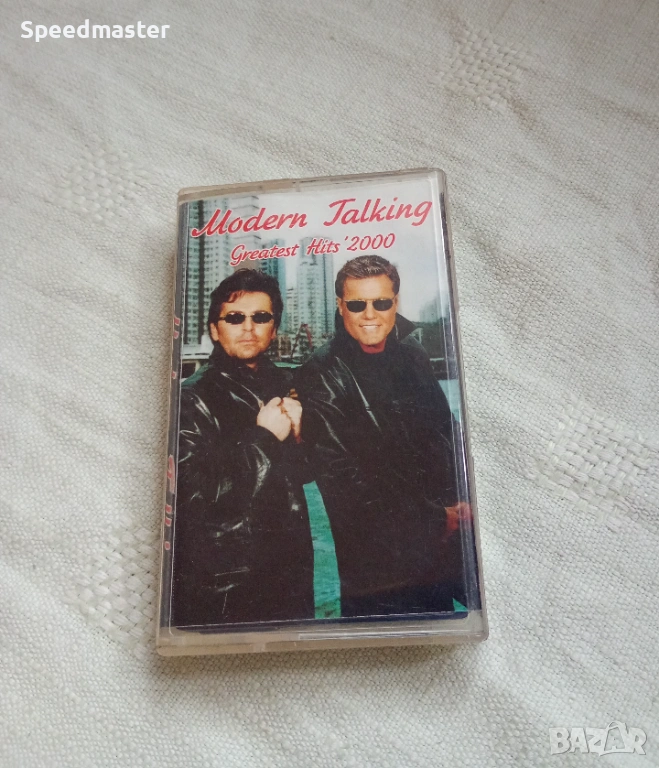 Speedmaster
Modern Talking
Greatest Hits '2000
BAZAR